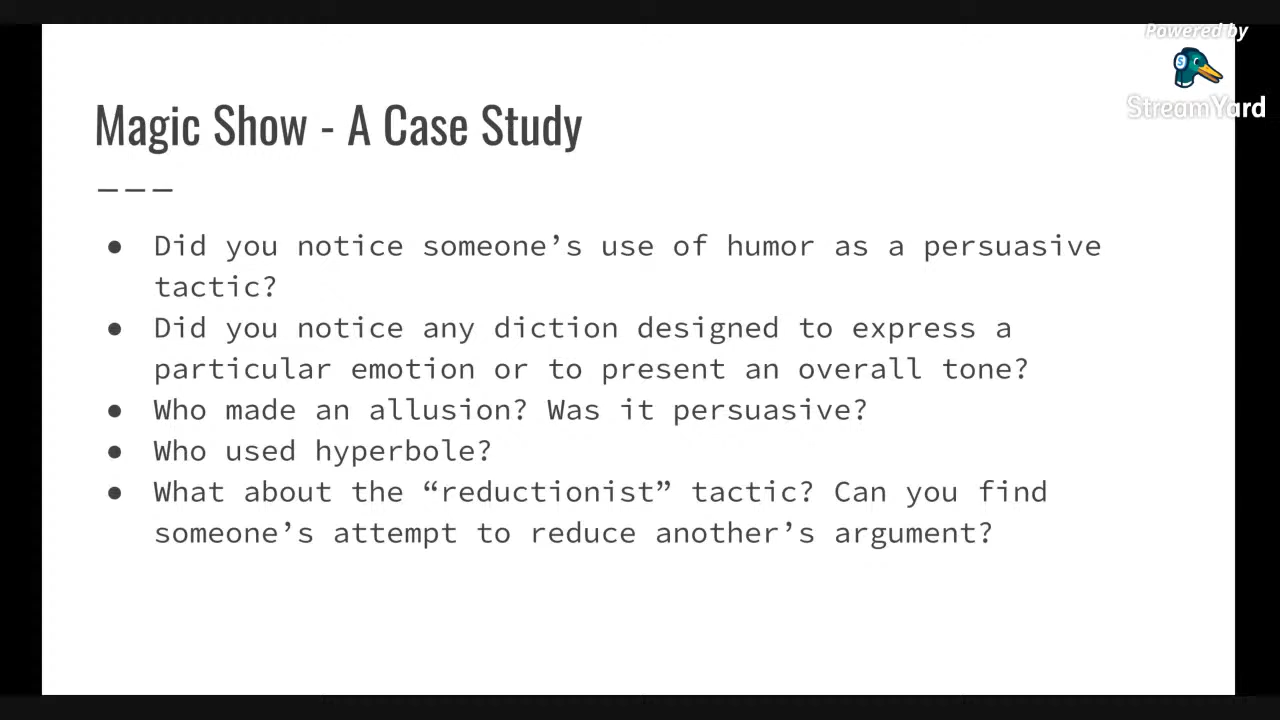 Powered by
StreamYard
Magic Show - A Case Study
● Did you notice someone’s use of humor as a persuasive
tactic?
● Did you notice any diction designed to express a
particular emotion or to present an overall tone?
● Who made an allusion? Was it persuasive?
● Who used hyperbole?
● What about the “reductionist” tactic? Can you find
someone’s attempt to reduce another’s argument?